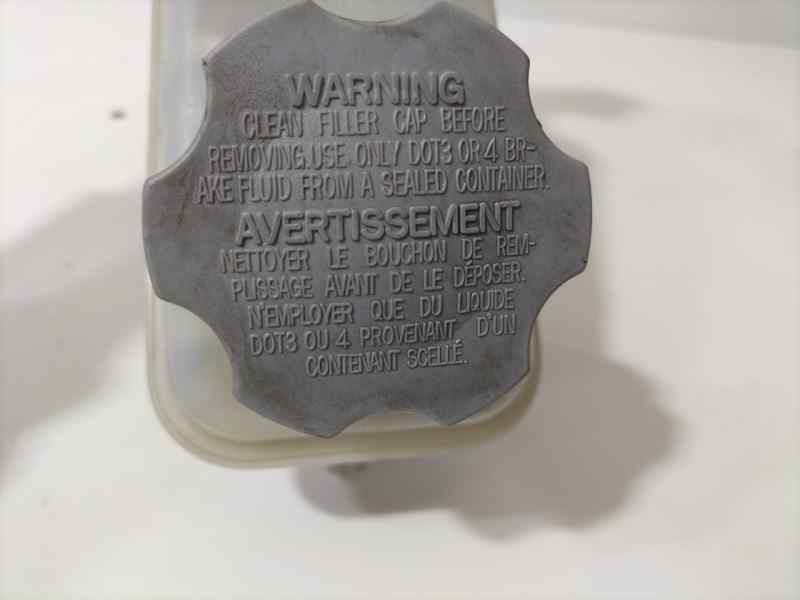 WARNING
CLEAN FILLER CAP BEFORE
REMOVING. USE ONLY DOT3 OR 4 BR-
AKE FLUID FROM A SEALED CONTAINER.
AVERTISSEMENT
NETTOYER LE BOUCHON DE REM-
PLISSAGE AVANT DE LE DÉPOSER.
N'EMPLOYER QUE DU LIQUIDE
DOT3 OU 4 PROVENANT D'UN
CONTENANT SCELLÉ.